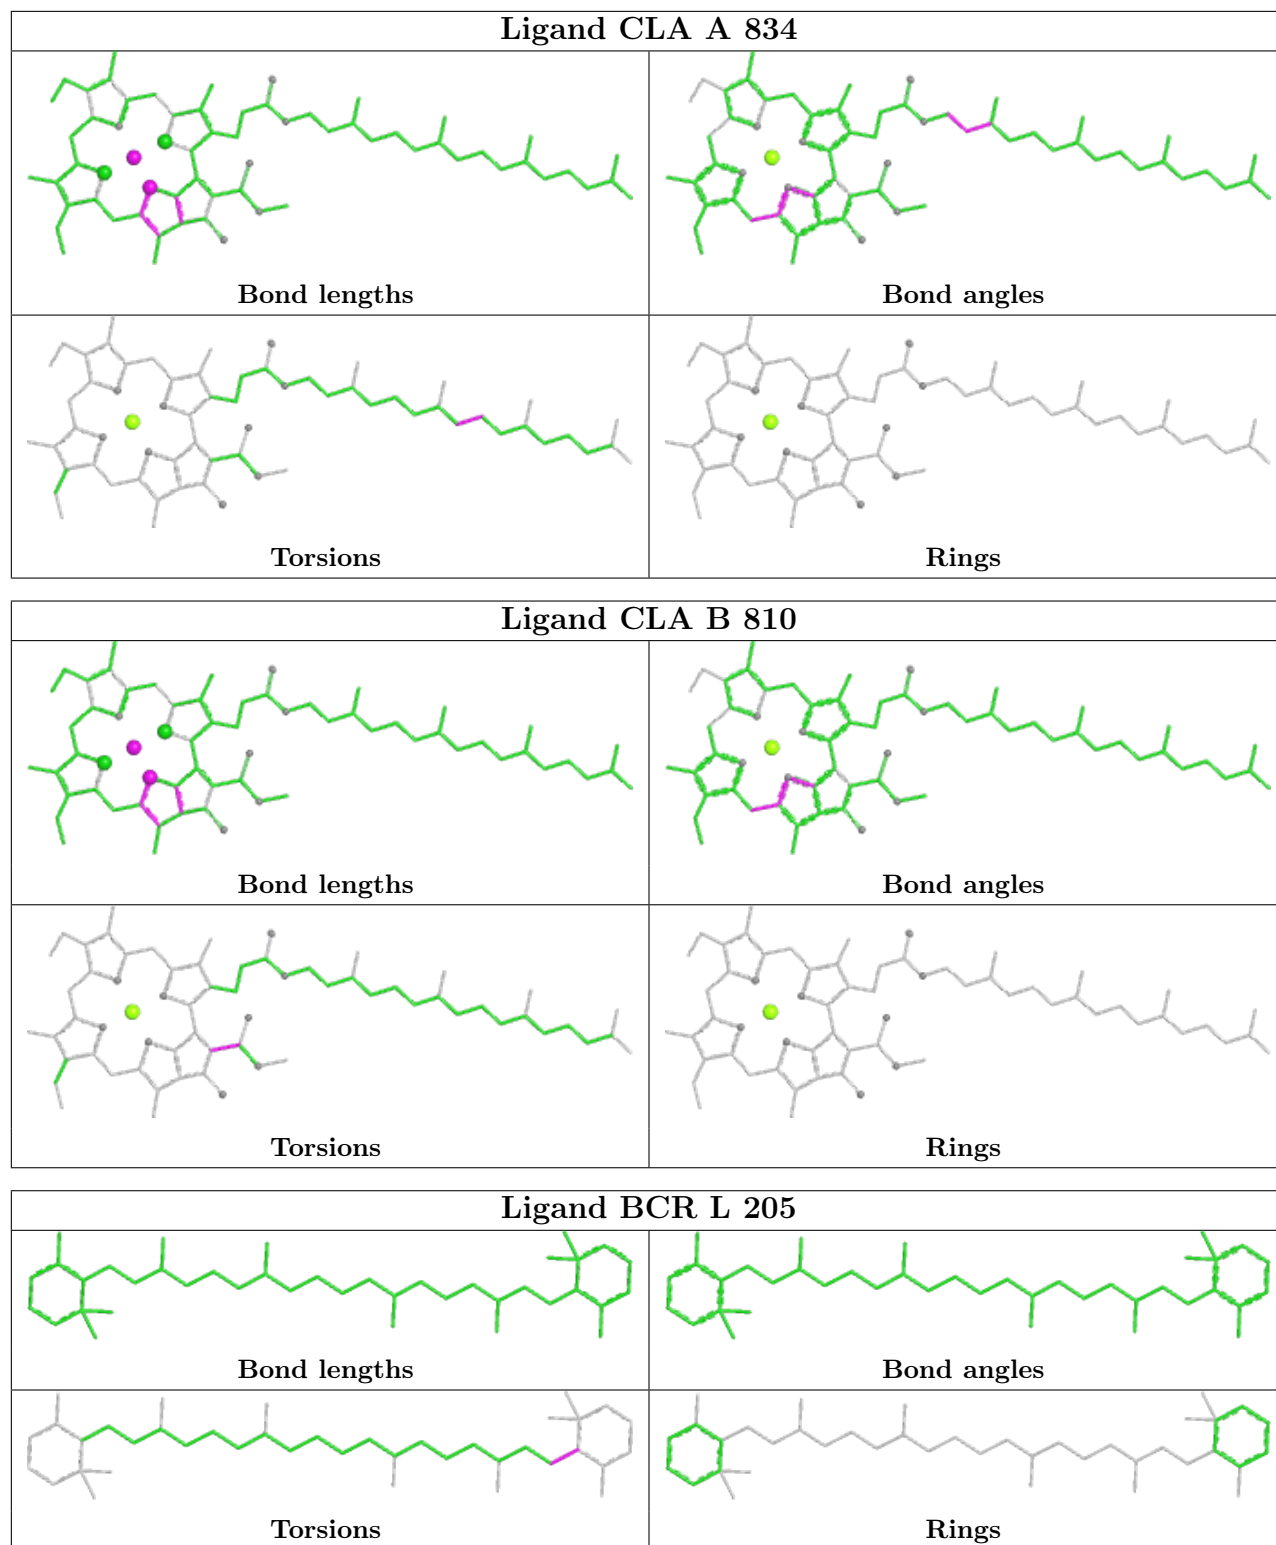 Ligand CLA A 834
Bond lengths
Bond angles
Torsions
Rings
Ligand CLA B 810
Bond lengths
Bond angles
Torsions
Rings
Ligand BCR L 205
Bond lengths
Bond angles
Torsions
Rings